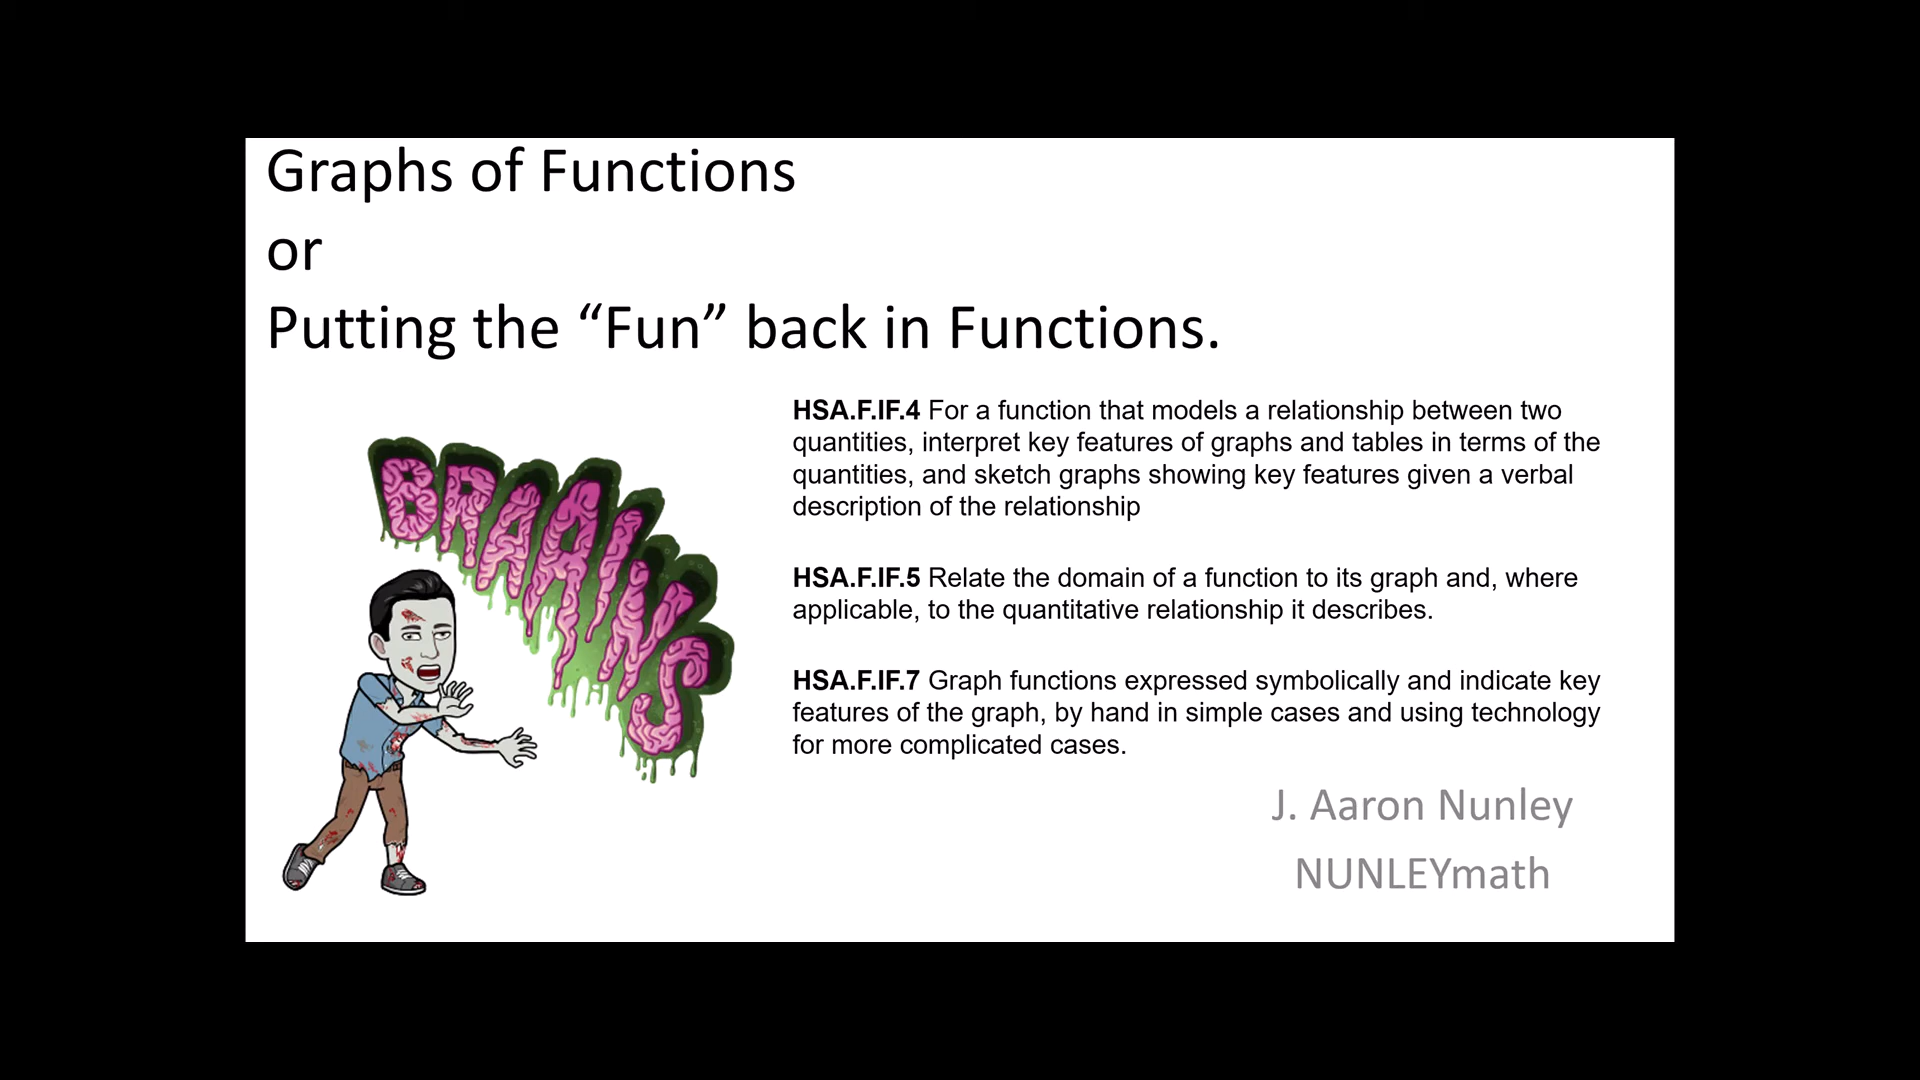 Graphs of Functions
or
Putting the “Fun” back in Functions.
BRAAINS
HSA.F.IF.4 For a function that models a relationship between two
quantities, interpret key features of graphs and tables in terms of the
quantities, and sketch graphs showing key features given a verbal
description of the relationship
HSA.F.IF.5 Relate the domain of a function to its graph and, where
applicable, to the quantitative relationship it describes.
HSA.F.IF.7 Graph functions expressed symbolically and indicate key
features of the graph, by hand in simple cases and using technology
for more complicated cases.
J. Aaron Nunley
NUNLEYmath